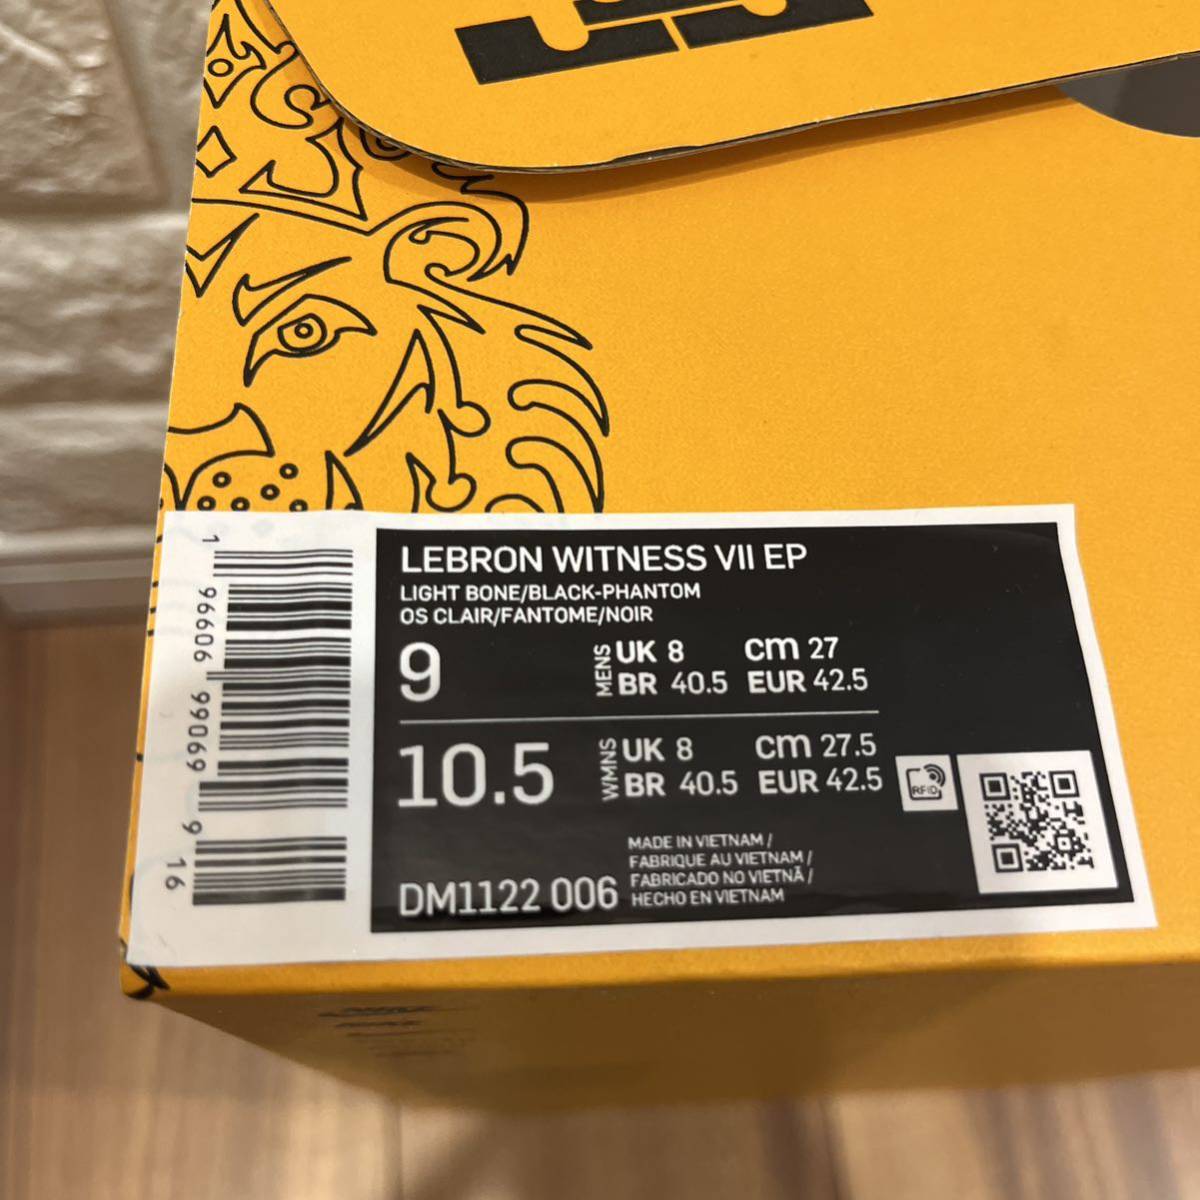 LEBRON WITNESS VII EP
LIGHT BONE/BLACK-PHANTOM
OS CLAIR/FANTOME/NOIR
9 MENS UK 8 cm 27
BR 40.5 EUR 42.5
10.5 WMNS UK 8 cm 27.5
BR 40.5 EUR 42.5
RFID
MADE IN VIETNAM /
FABRIQUE AU VIETNAM /
FABRICADO NO VIETNÃ /
HECHO EN VIETNAM
DM1122 006
1 96606 99066 9 16